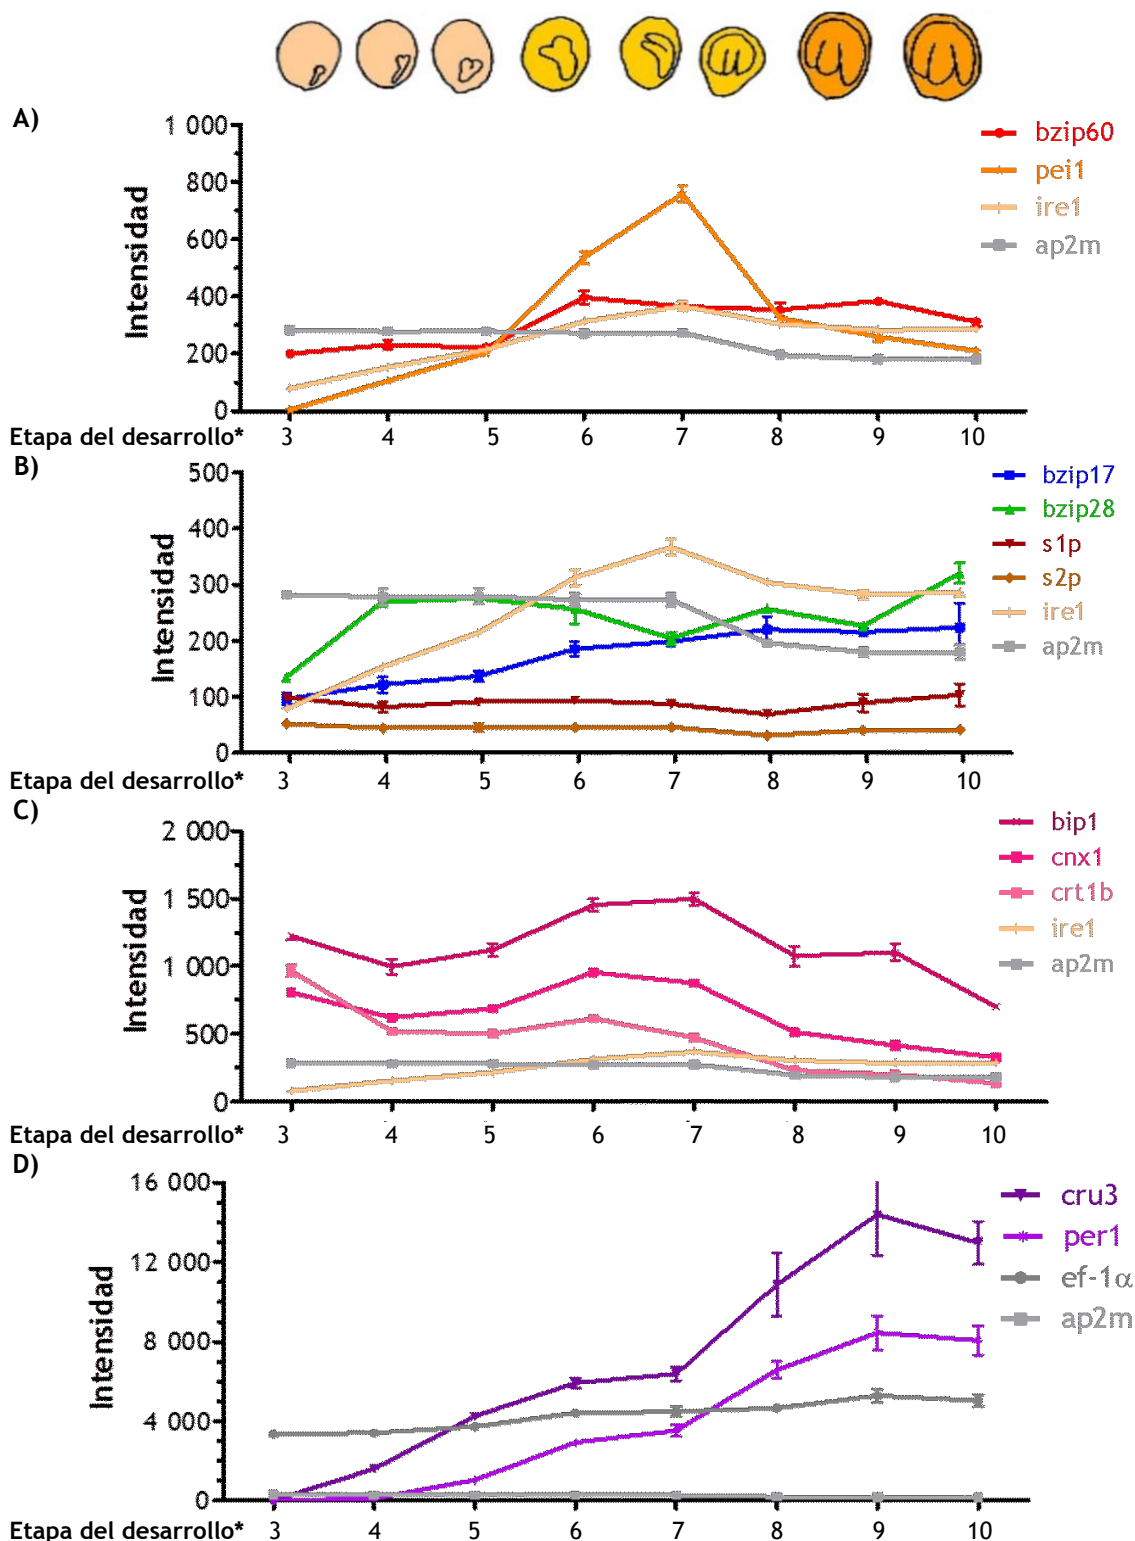 A)
Intensidad
1 000
800
600
400
200
0
bzip60
pei1
ire1
ap2m
Etapa del desarrollo* 3 4 5 6 7 8 9 10
B)
Intensidad
500
400
300
200
100
0
bzip17
bzip28
s1p
s2p
ire1
ap2m
Etapa del desarrollo* 3 4 5 6 7 8 9 10
C)
Intensidad
2 000
1 500
1 000
500
0
bip1
cnx1
crt1b
ire1
ap2m
Etapa del desarrollo* 3 4 5 6 7 8 9 10
D)
Intensidad
16 000
12 000
8 000
4 000
0
cru3
per1
ef-1α
ap2m
Etapa del desarrollo* 3 4 5 6 7 8 9 10